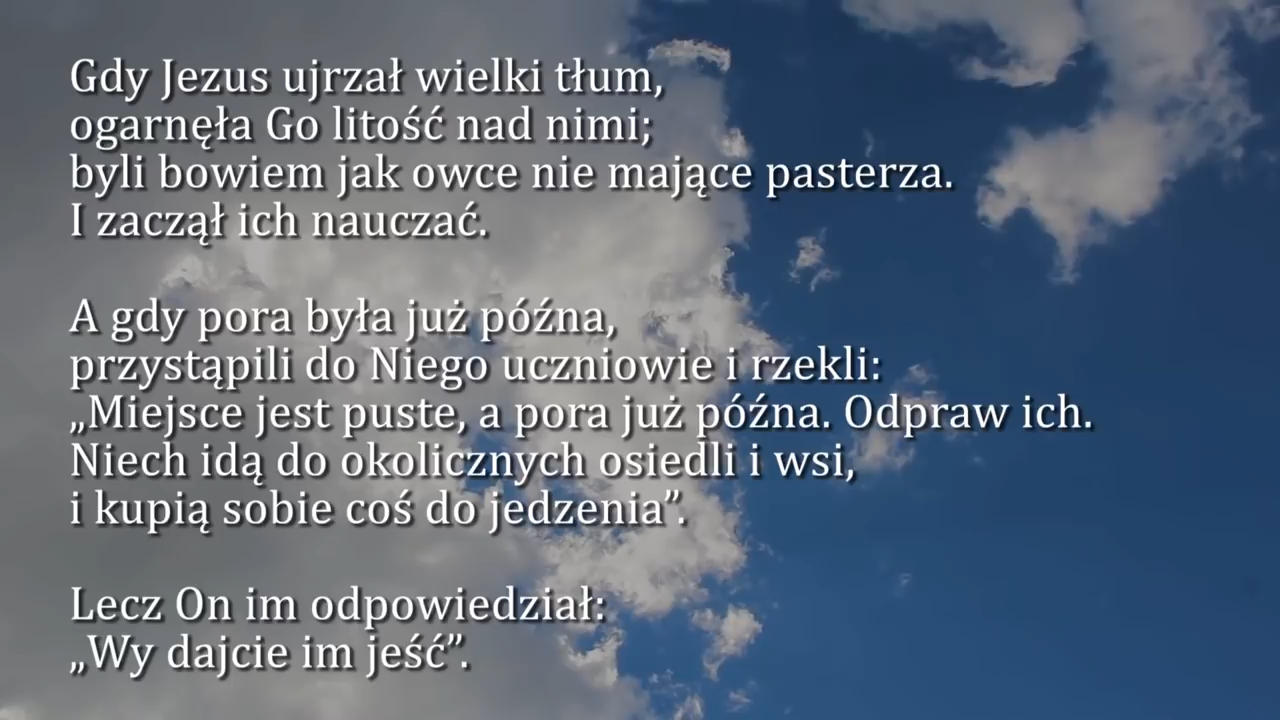 Gdy Jezus ujrzał wielki tłum,
ogarnęła Go litość nad nimi;
byli bowiem jak owce nie mające pasterza.
I zaczął ich nauczać.
A gdy pora była już późna,
przystąpili do Niego uczniowie i rzekli:
„Miejsce jest puste, a pora już późna. Odpraw ich.
Niech idą do okolicznych osiedli i wsi,
i kupią sobie coś do jedzenia”.
Lecz On im odpowiedział:
„Wy dajcie im jeść”.